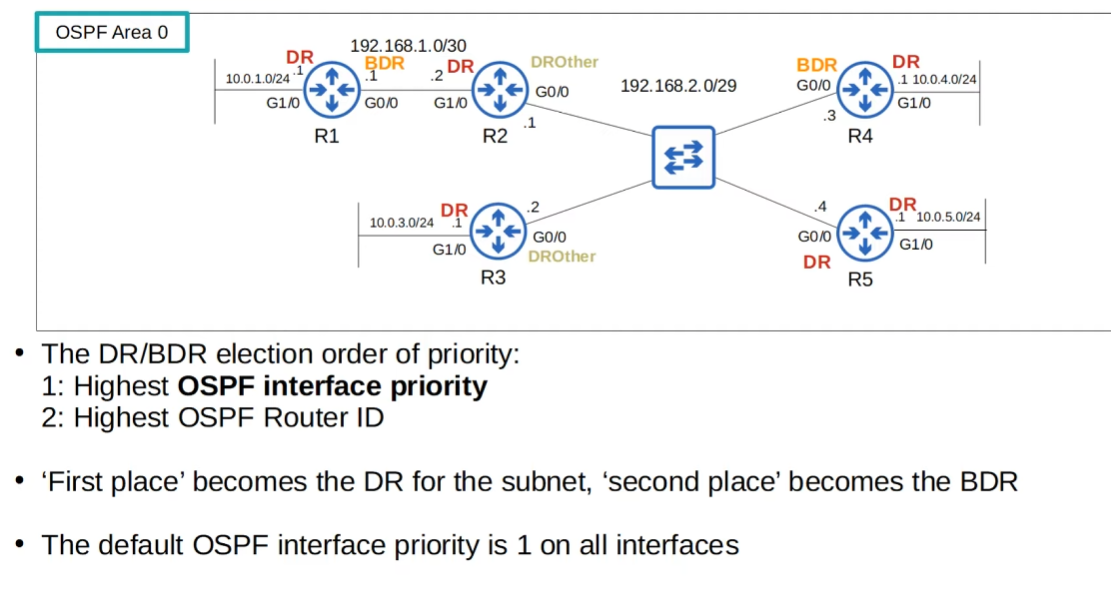 OSPF Area 0
192.168.1.0/30
DR
BDR
10.0.1.0/24
.1
.1
G1/0
G0/0
R1
.2
DR
DROther
G1/0
G0/0
.1
R2
192.168.2.0/29
BDR
DR
G0/0
.1
10.0.4.0/24
G1/0
.3
R4
10.0.3.0/24
DR
.1
.2
G1/0
G0/0
DROther
R3
.4
DR
.1
10.0.5.0/24
G0/0
G1/0
DR
R5
• The DR/BDR election order of priority:
1: Highest OSPF interface priority
2: Highest OSPF Router ID
• ‘First place’ becomes the DR for the subnet, ‘second place’ becomes the BDR
• The default OSPF interface priority is 1 on all interfaces